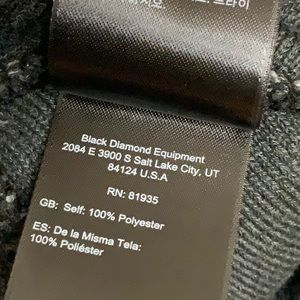 Black Diamond Equipment
2084 E 3900 S Salt Lake City, UT
84124 U.S.A
RN: 81935
GB: Self: 100% Polyester
ES: De la Misma Tela:
100% Poliéster